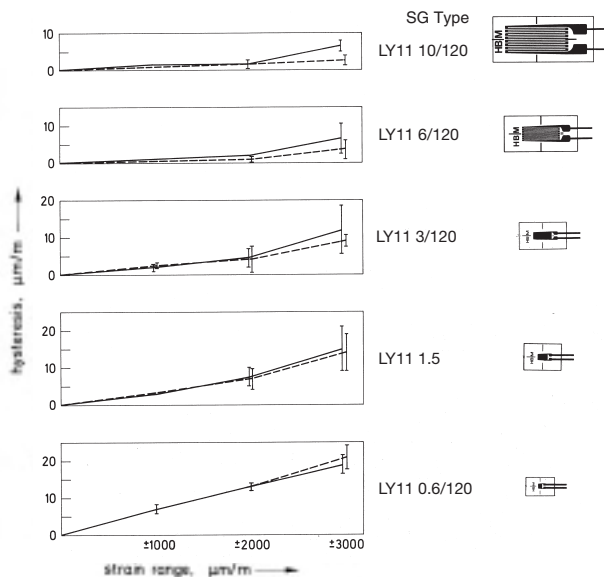 SG Type
10
0
LY11 10/120
HBM
10
0
LY11 6/120
HBM
20
10
0
LY11 3/120
20
10
0
LY11 1.5
20
10
0
LY11 0.6/120
hysteresis, µm/m
±1000
±2000
±3000
strain range, µm/m